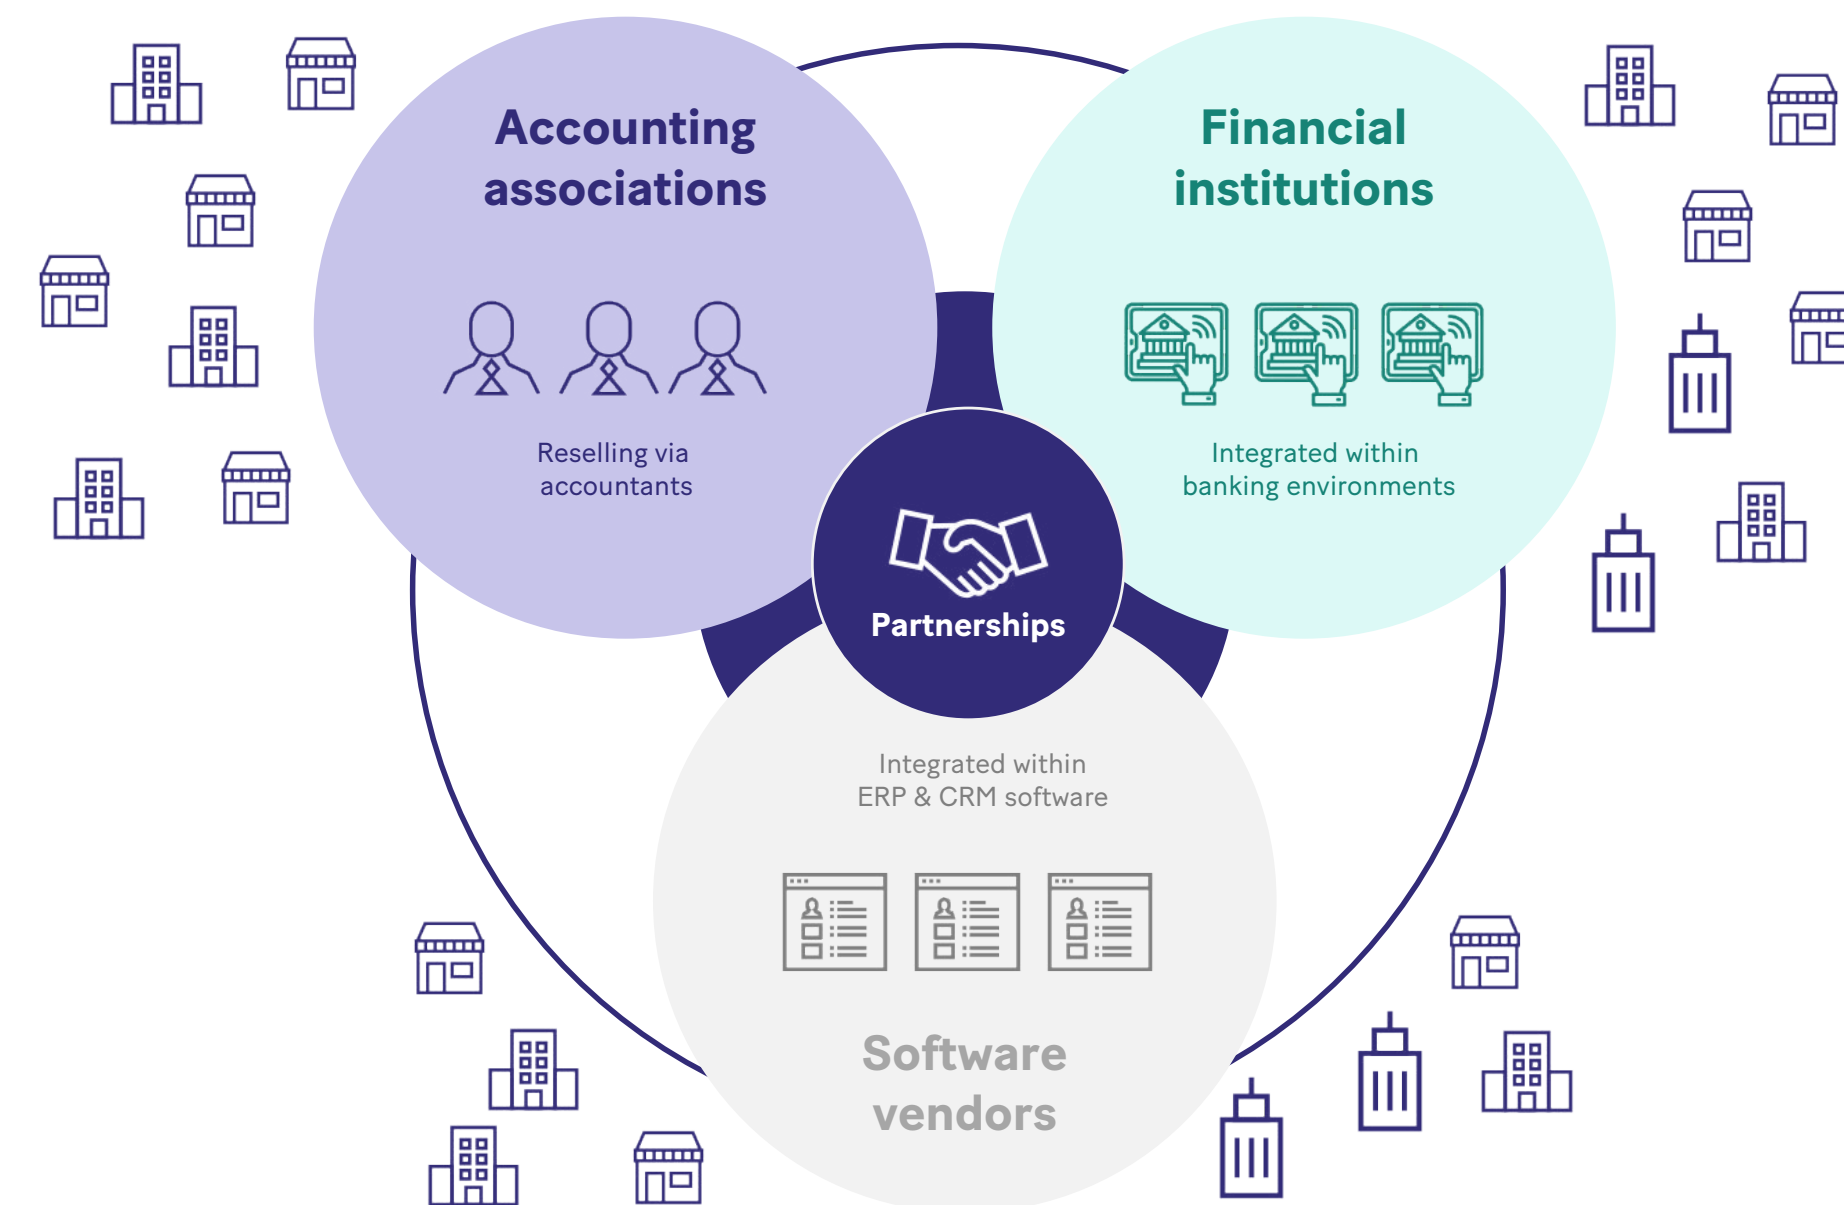 Accounting
associations
Reselling via
accountants
Financial
institutions
Integrated within
banking environments
Partnerships
Integrated within
ERP & CRM software
Software
vendors